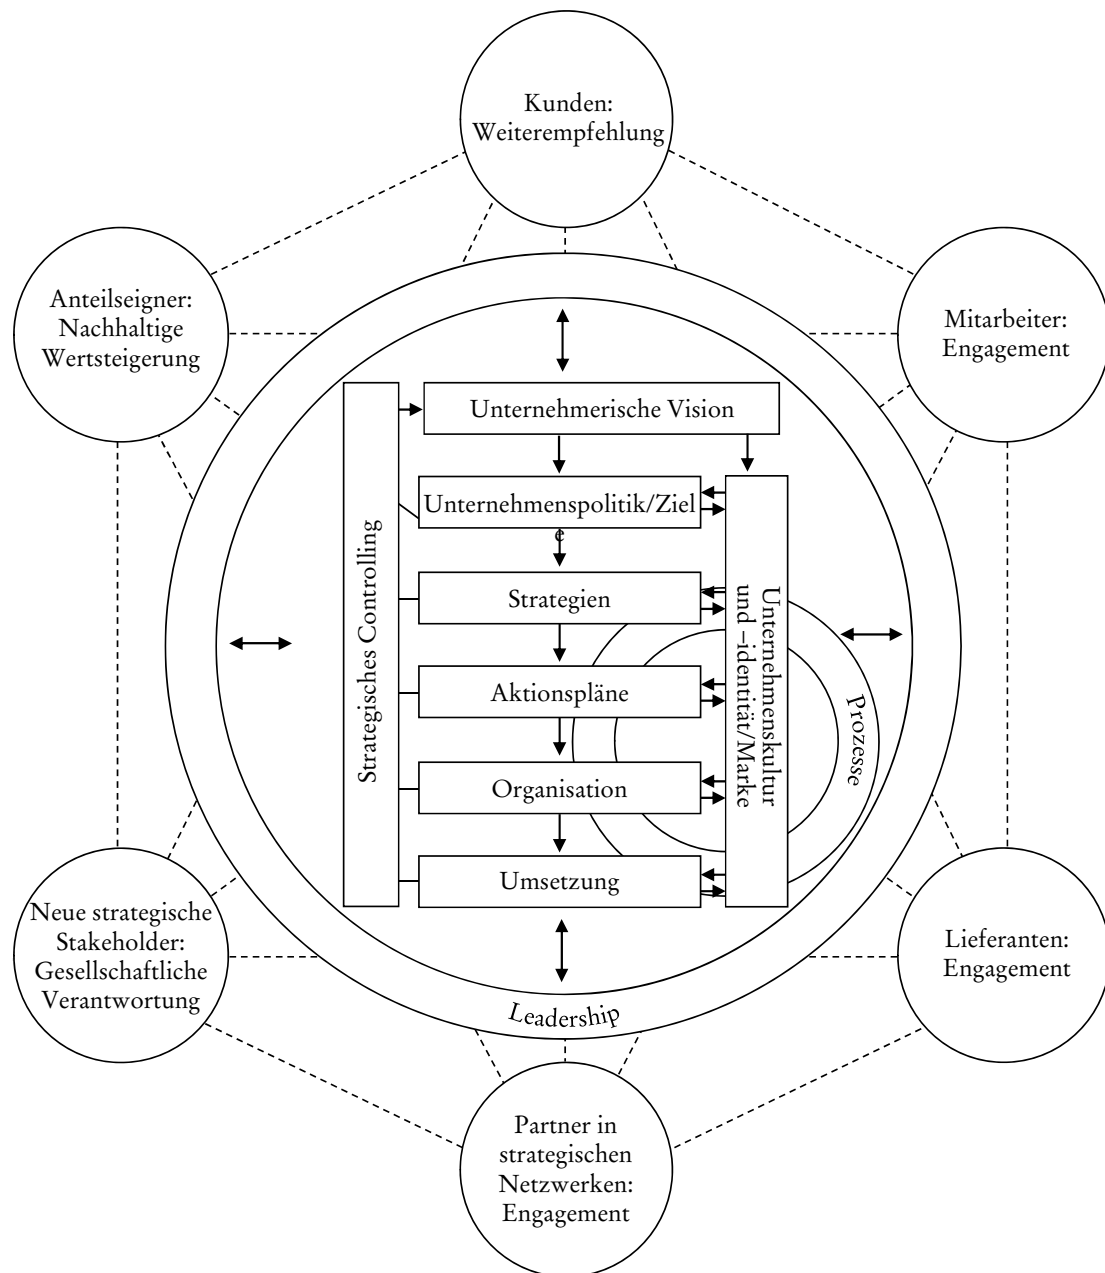 Kunden:
Weiterempfehlung
Anteilseigner:
Nachhaltige
Wertsteigerung
Mitarbeiter:
Engagement
Unternehmerische Vision
Unternehmenspolitik/Ziel
e
Strategien
Aktionspläne
Organisation
Umsetzung
Strategisches Controlling
Unternehmenskultur
und –identität/Marke
Prozesse
Neue strategische
Stakeholder:
Gesellschaftliche
Verantwortung
Lieferanten:
Engagement
Leadership
Partner in
strategischen
Netzwerken:
Engagement